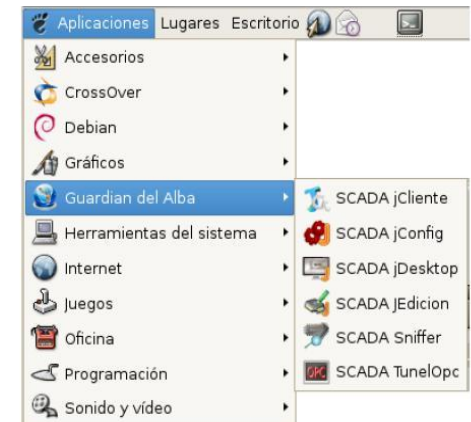 Aplicaciones Lugares Escritorio
Accesorios
CrossOver
Debian
Gráficos
Guardian del Alba
Herramientas del sistema
Internet
Juegos
Oficina
Programación
Sonido y vídeo
SCADA jCliente
SCADA jConfig
SCADA jDesktop
SCADA JEdicion
SCADA Sniffer
OPC SCADA TunelOpc